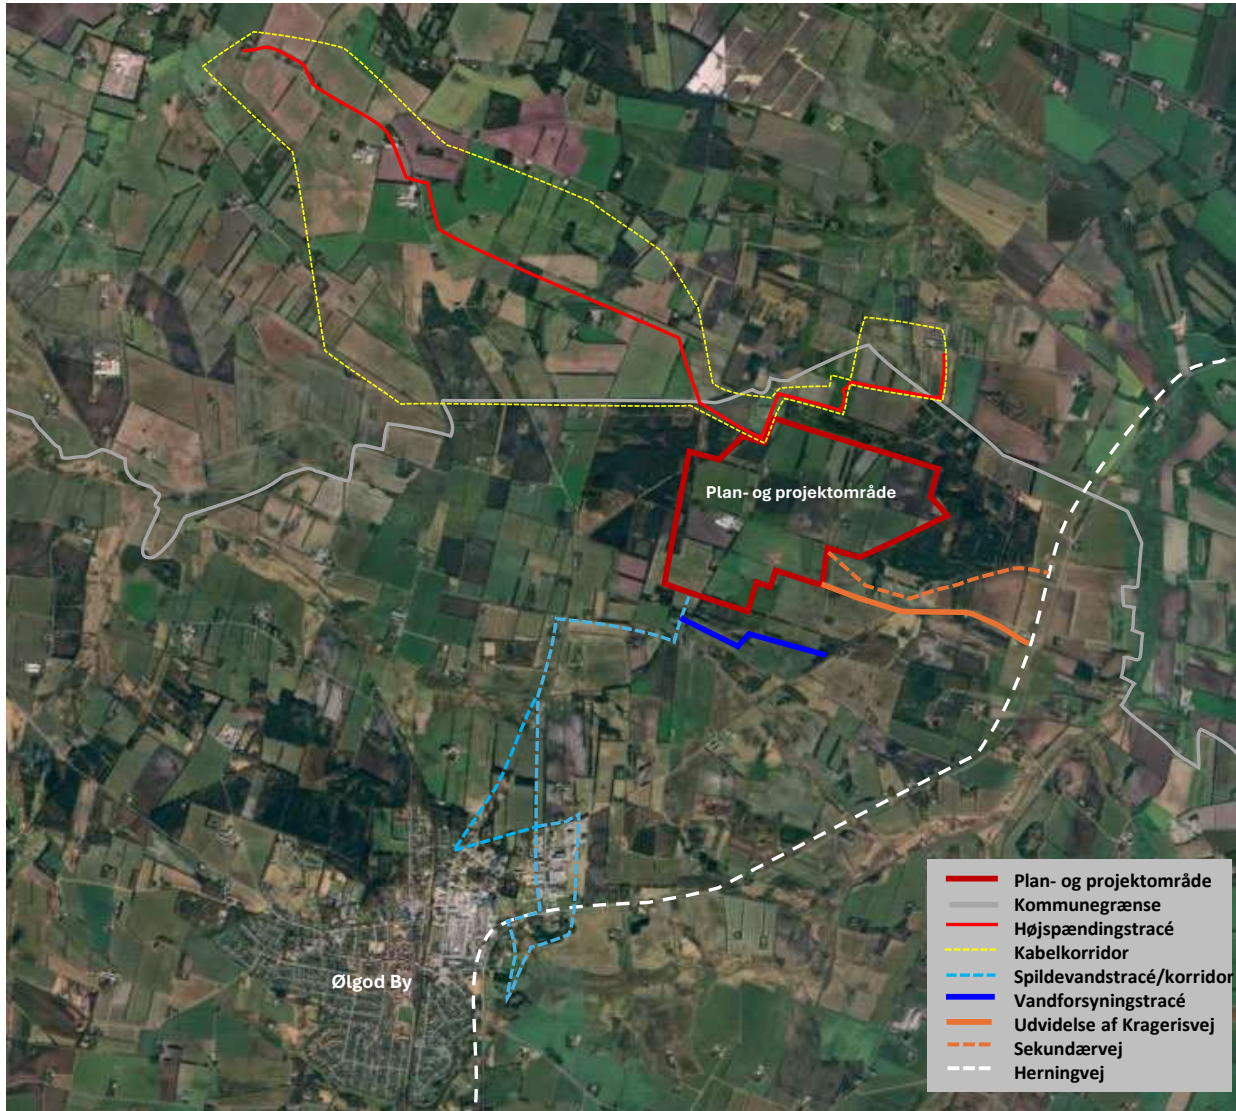 Plan- og projektområde
Ølgod By
Plan- og projektområde
Kommunegrænse
Højspændingstracé
Kabelkorridor
Spildevandstracé/korridor
Vandforsyningstracé
Udvidelse af Kragerisvej
Sekundærvej
Herningvej